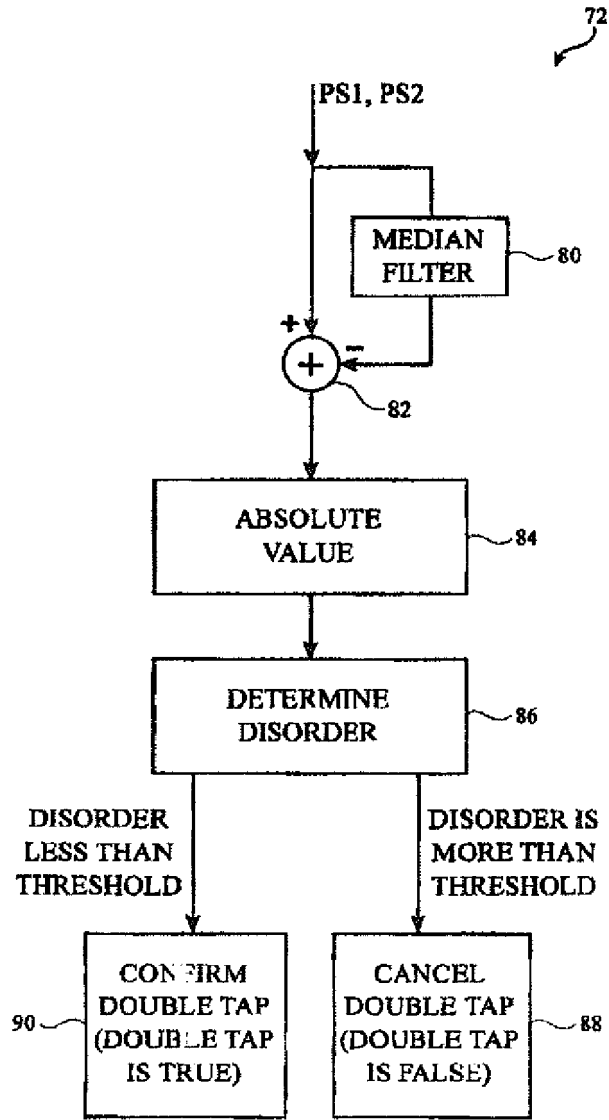 72
PS1, PS2
MEDIAN
FILTER
80
+
−
+
82
ABSOLUTE
VALUE
84
DETERMINE
DISORDER
86
DISORDER
LESS THAN
THRESHOLD
DISORDER IS
MORE THAN
THRESHOLD
CONFIRM
DOUBLE TAP
(DOUBLE TAP
IS TRUE)
90
CANCEL
DOUBLE TAP
(DOUBLE TAP
IS FALSE)
88